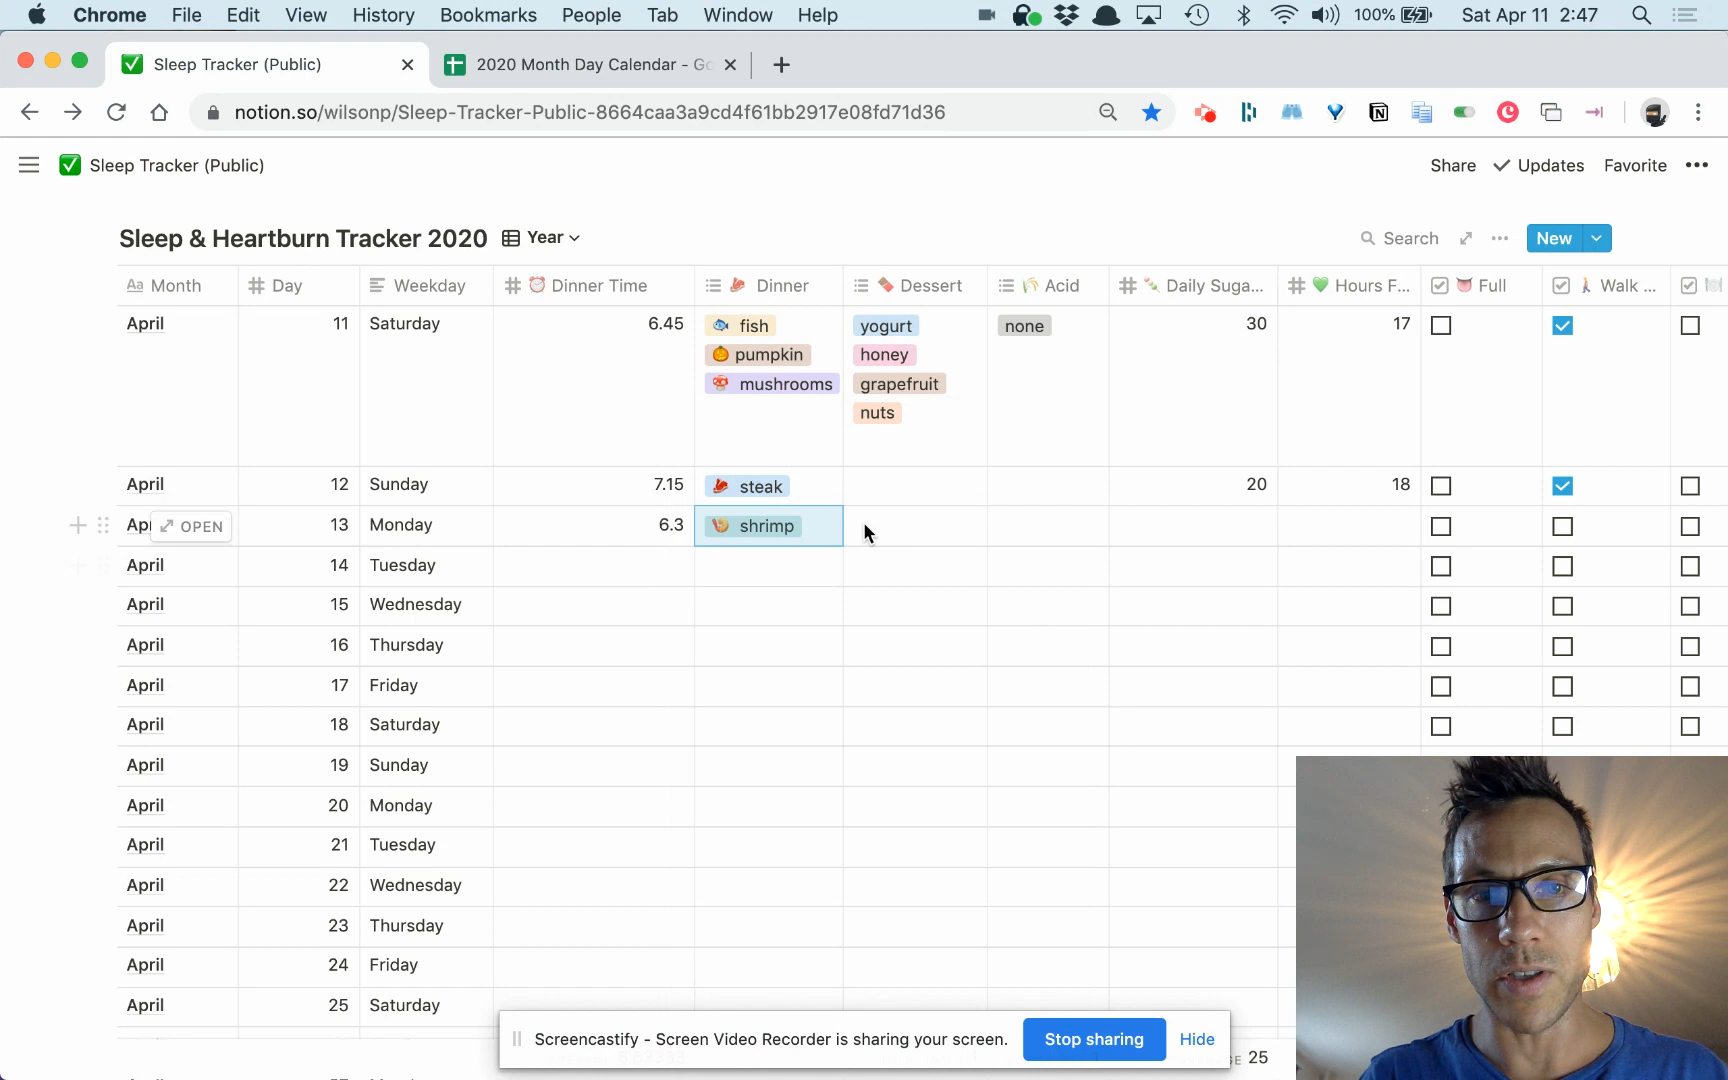 Chrome File Edit View History Bookmarks People Tab Window Help 100% Sat Apr 11 2:47
Sleep Tracker (Public) 2020 Month Day Calendar - Go
notion.so/wilsonp/Sleep-Tracker-Public-8664caa3a9cd4f61bb2917e08fd71d36
Sleep Tracker (Public) Share Updates Favorite
Sleep & Heartburn Tracker 2020 Year Search New
Aa Month Day Weekday Dinner Time Dinner Dessert Acid Daily Suga... Hours F... Full Walk ...
April 11 Saturday 6.45 fish yogurt none 30 17
pumpkin honey
mushrooms grapefruit
nuts
April 12 Sunday 7.15 steak 20 18
Ap OPEN 13 Monday 6.3 shrimp
April 14 Tuesday
April 15 Wednesday
April 16 Thursday
April 17 Friday
April 18 Saturday
April 19 Sunday
April 20 Monday
April 21 Tuesday
April 22 Wednesday
April 23 Thursday
April 24 Friday
April 25 Saturday
Screencastify - Screen Video Recorder is sharing your screen. Stop sharing Hide
25